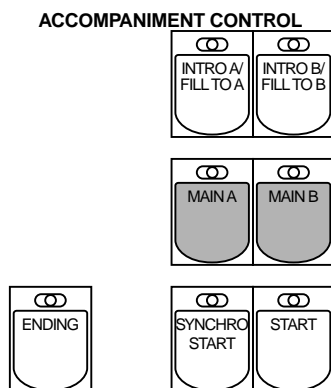 ACCOMPANIMENT CONTROL
INTRO A/
FILL TO A
INTRO B/
FILL TO B
MAIN A
MAIN B
ENDING
SYNCHRO
START
START